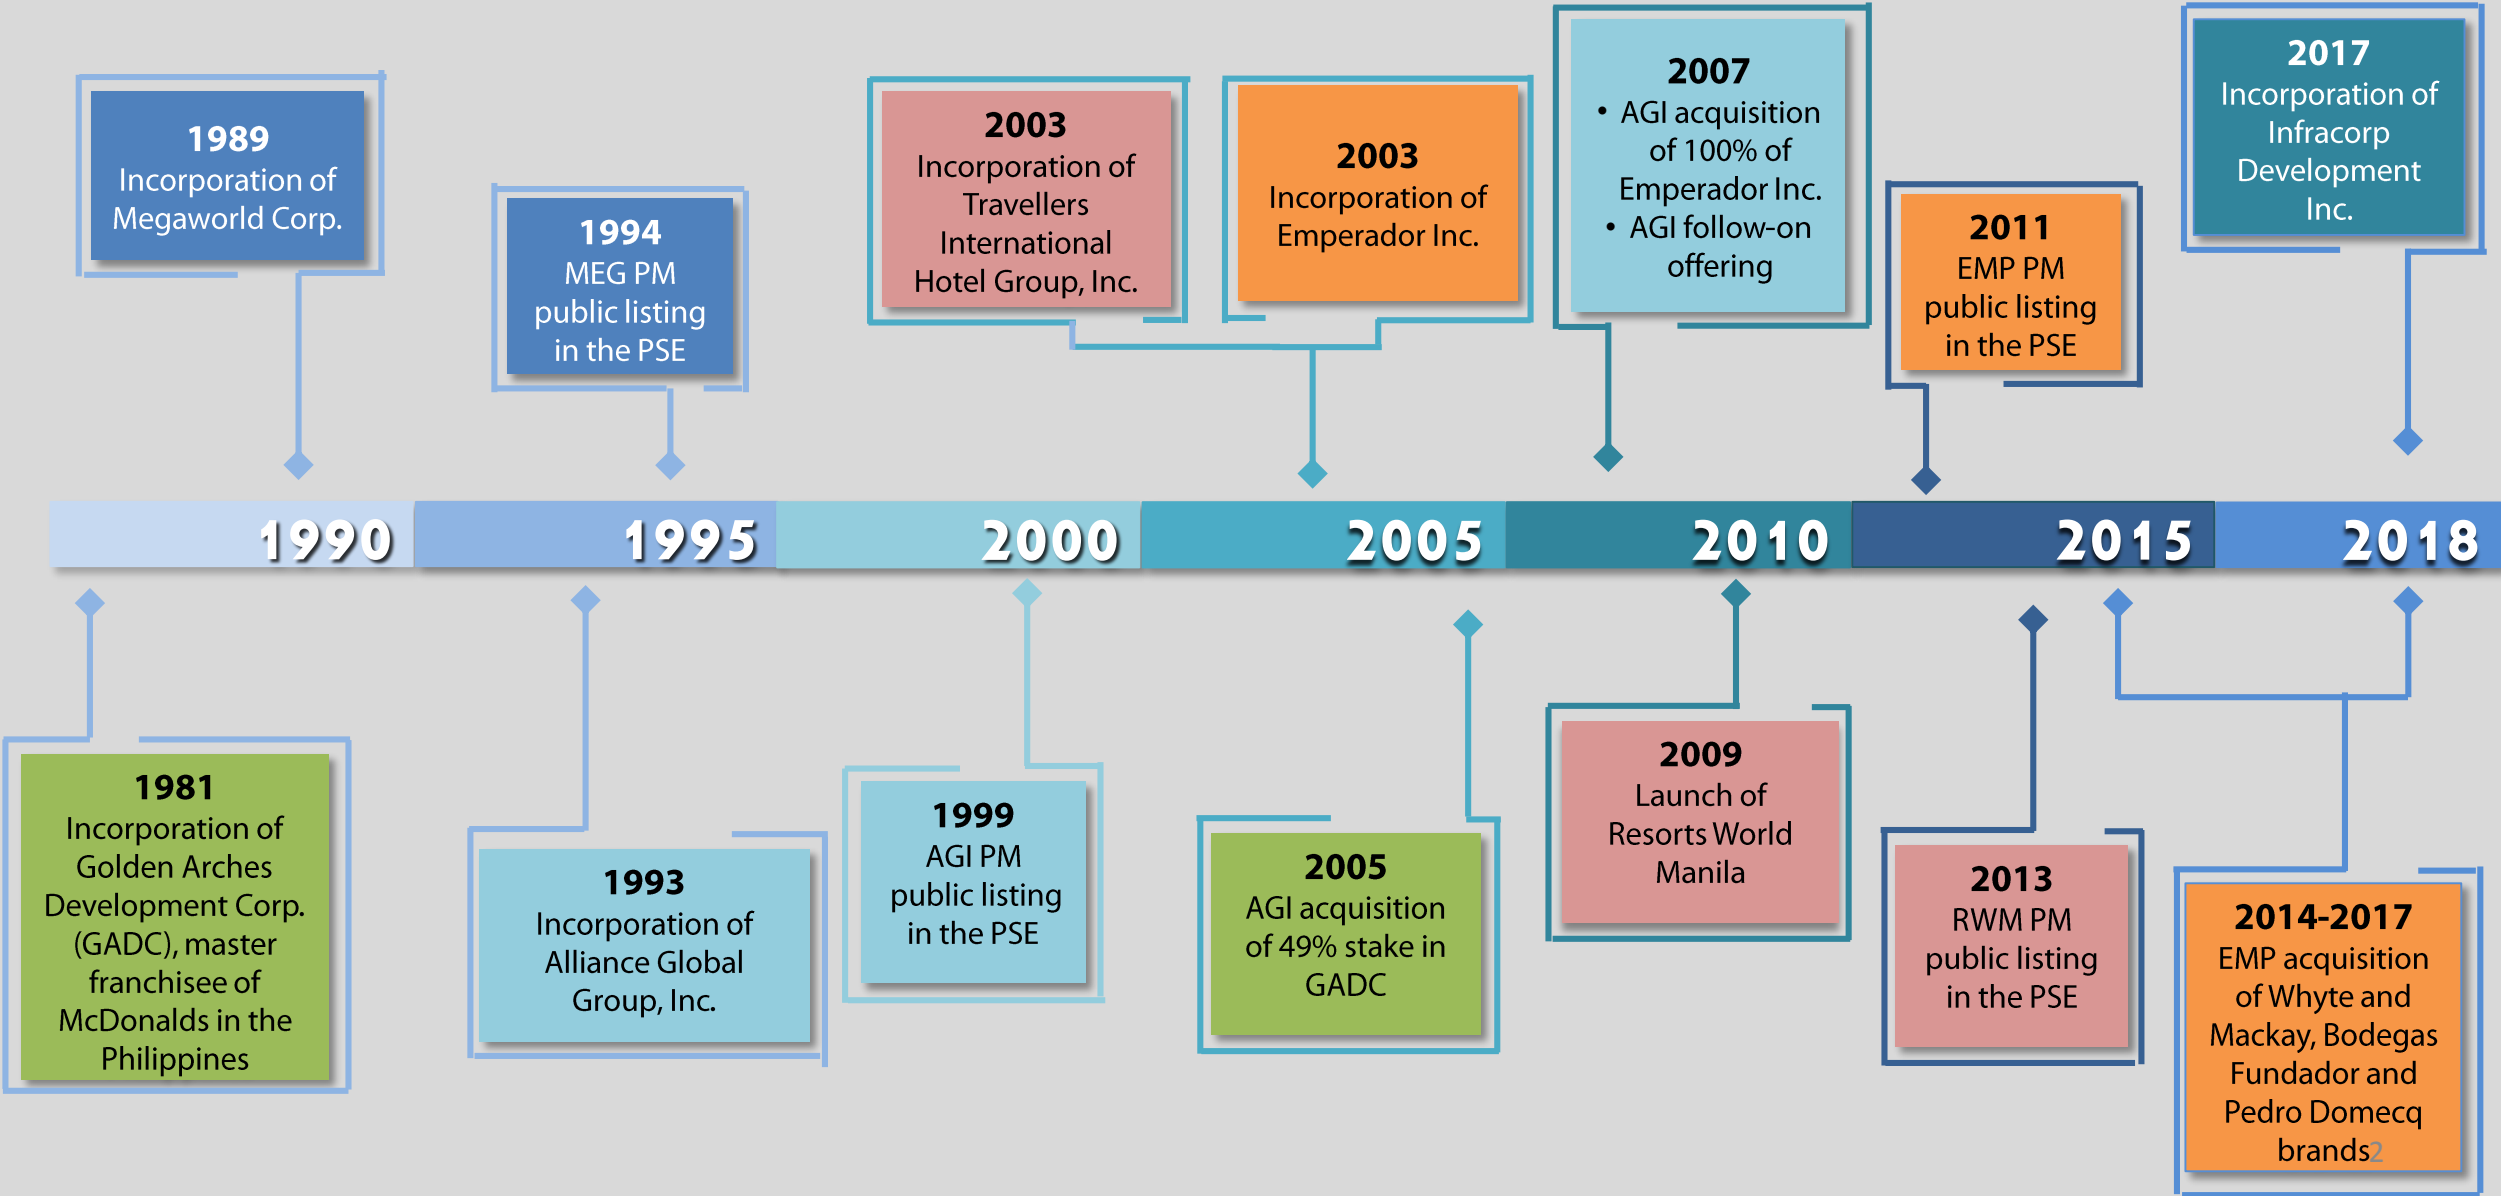 1989
Incorporation of
Megaworld Corp.
1994
MEG PM
public listing
in the PSE
2003
Incorporation of
Travellers
International
Hotel Group, Inc.
2003
Incorporation of
Emperador Inc.
2007
• AGI acquisition
of 100% of
Emperador Inc.
• AGI follow-on
offering
2011
EMP PM
public listing
in the PSE
2017
Incorporation of
Infracorp
Development
Inc.
1990 1995 2000 2005 2010 2015 2018
1981
Incorporation of
Golden Arches
Development Corp.
(GADC), master
franchisee of
McDonalds in the
Philippines
1993
Incorporation of
Alliance Global
Group, Inc.
1999
AGI PM
public listing
in the PSE
2005
AGI acquisition
of 49% stake in
GADC
2009
Launch of
Resorts World
Manila
2013
RWM PM
public listing
in the PSE
2014-2017
EMP acquisition
of Whyte and
Mackay, Bodegas
Fundador and
Pedro Domecq
brands2